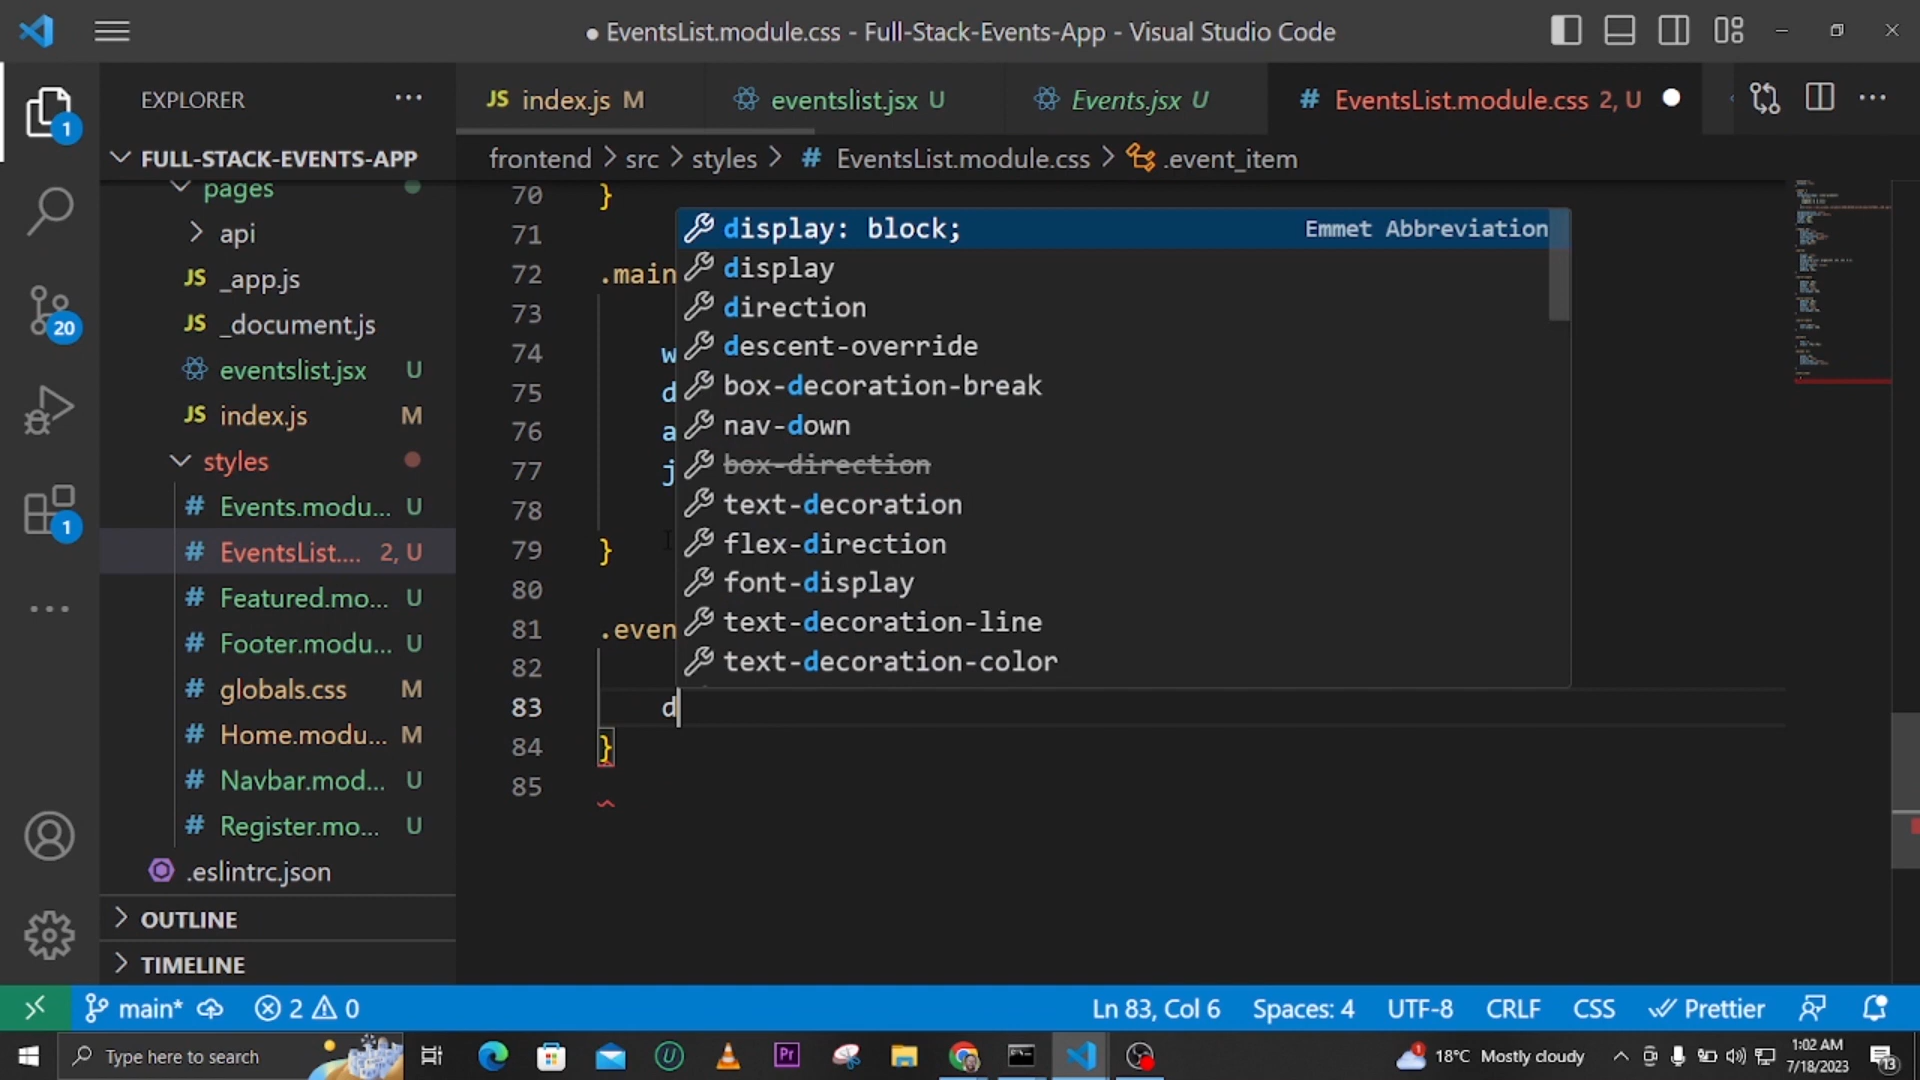 ● EventsList.module.css - Full-Stack-Events-App - Visual Studio Code
EXPLORER
JS index.js M
eventslist.jsx U
Events.jsx U
# EventsList.module.css 2, U
1
FULL-STACK-EVENTS-APP
frontend > src > styles > # EventsList.module.css > .event_item
pages
api
JS _app.js
JS _document.js
20
eventslist.jsx U
JS index.js M
styles
# Events.modu... U
1
# EventsList.... 2, U
# Featured.mo... U
# Footer.modu... U
# globals.css M
# Home.modu... M
# Navbar.mod... U
# Register.mo... U
.eslintrc.json
OUTLINE
TIMELINE
70 }
71
72 .main
73
74 w
75 d
76 a
77 j
78
79 }
80
81 .even
82
83 d
84 }
85
display: block; Emmet Abbreviation
display
direction
descent-override
box-decoration-break
nav-down
box-direction
text-decoration
flex-direction
font-display
text-decoration-line
text-decoration-color
main* 2 0 Ln 83, Col 6 Spaces: 4 UTF-8 CRLF CSS Prettier
Type here to search
Pr
1
18°C Mostly cloudy
1:02 AM
7/18/2023
13